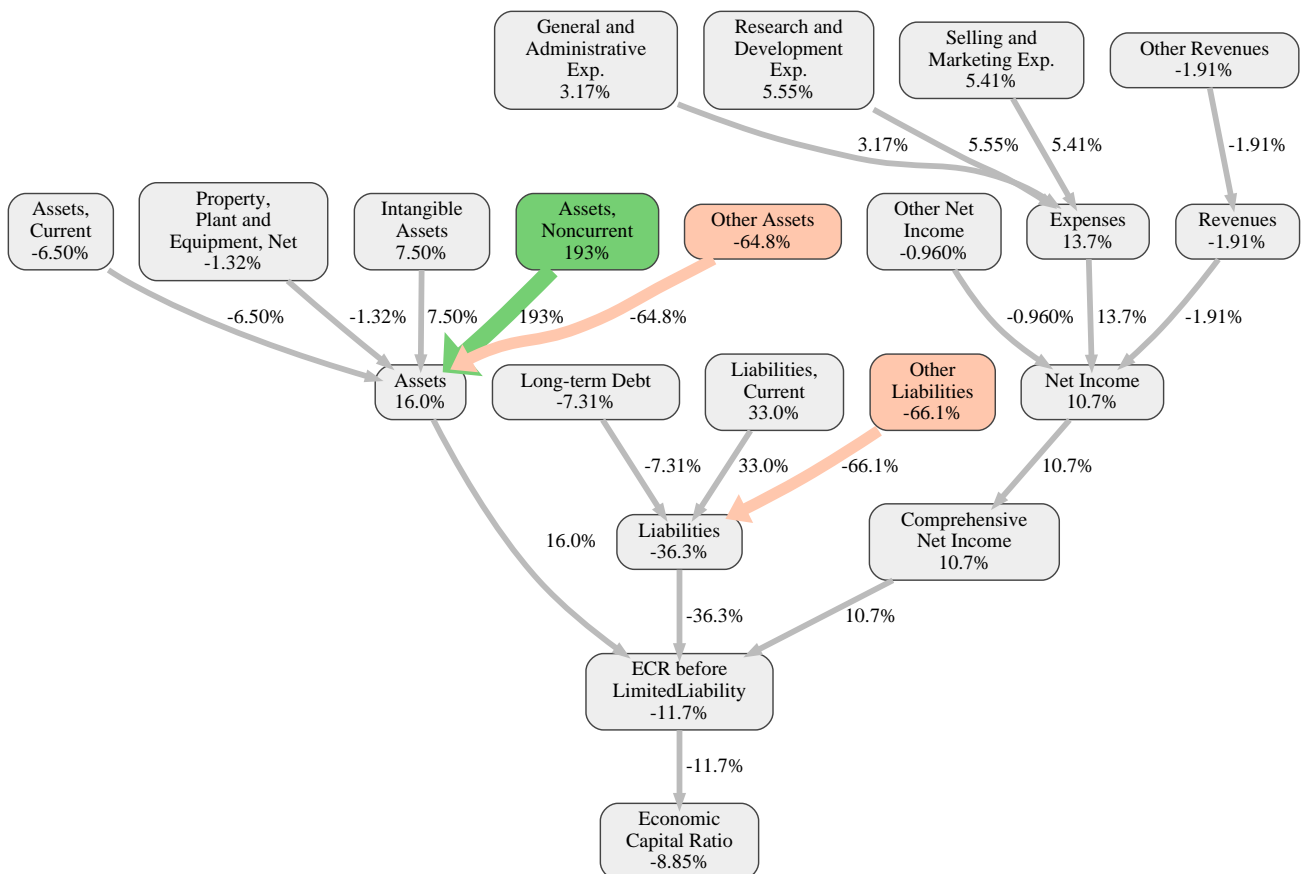 General and
Administrative
Exp.
3.17%
Research and
Development
Exp.
5.55%
Selling and
Marketing Exp.
5.41%
Other Revenues
-1.91%
3.17%
5.55%
5.41%
-1.91%
Assets,
Current
-6.50%
Property,
Plant and
Equipment, Net
-1.32%
Intangible
Assets
7.50%
Assets,
Noncurrent
193%
Other Assets
-64.8%
Other Net
Income
-0.960%
Expenses
13.7%
Revenues
-1.91%
-6.50%
-1.32%
7.50%
193%
-64.8%
-0.960%
13.7%
-1.91%
Assets
16.0%
Long-term Debt
-7.31%
Liabilities,
Current
33.0%
Other
Liabilities
-66.1%
Net Income
10.7%
-7.31%
33.0%
-66.1%
10.7%
16.0%
Liabilities
-36.3%
Comprehensive
Net Income
10.7%
-36.3%
10.7%
ECR before
LimitedLiability
-11.7%
-11.7%
Economic
Capital Ratio
-8.85%